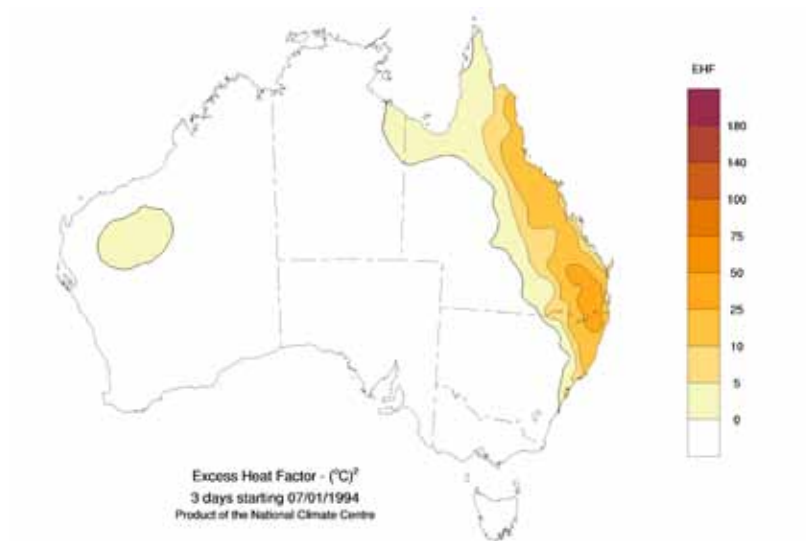 EHF
180
140
100
75
50
25
10
5
0
Excess Heat Factor - (°C)²
3 days starting 07/01/1994
Product of the National Climate Centre